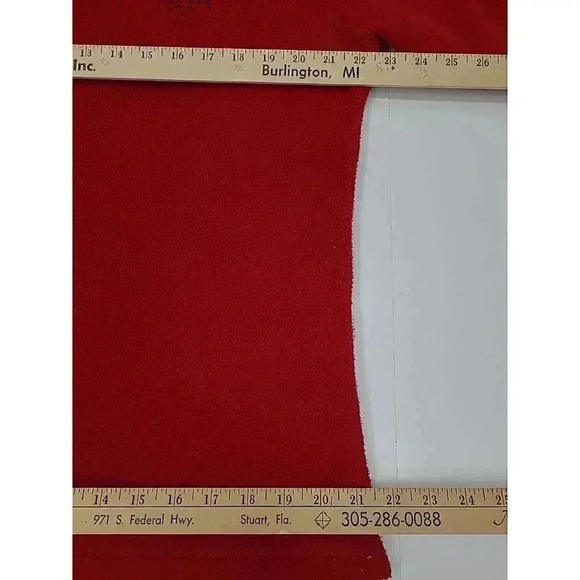 13 14 15 16 17 18 19 20 21 22 23 24 25 26
Inc. Burlington, MI
14 15 16 17 18 19 20 21 22 23 24 25
971 S. Federal Hwy. Stuart, Fla. 305-286-0088